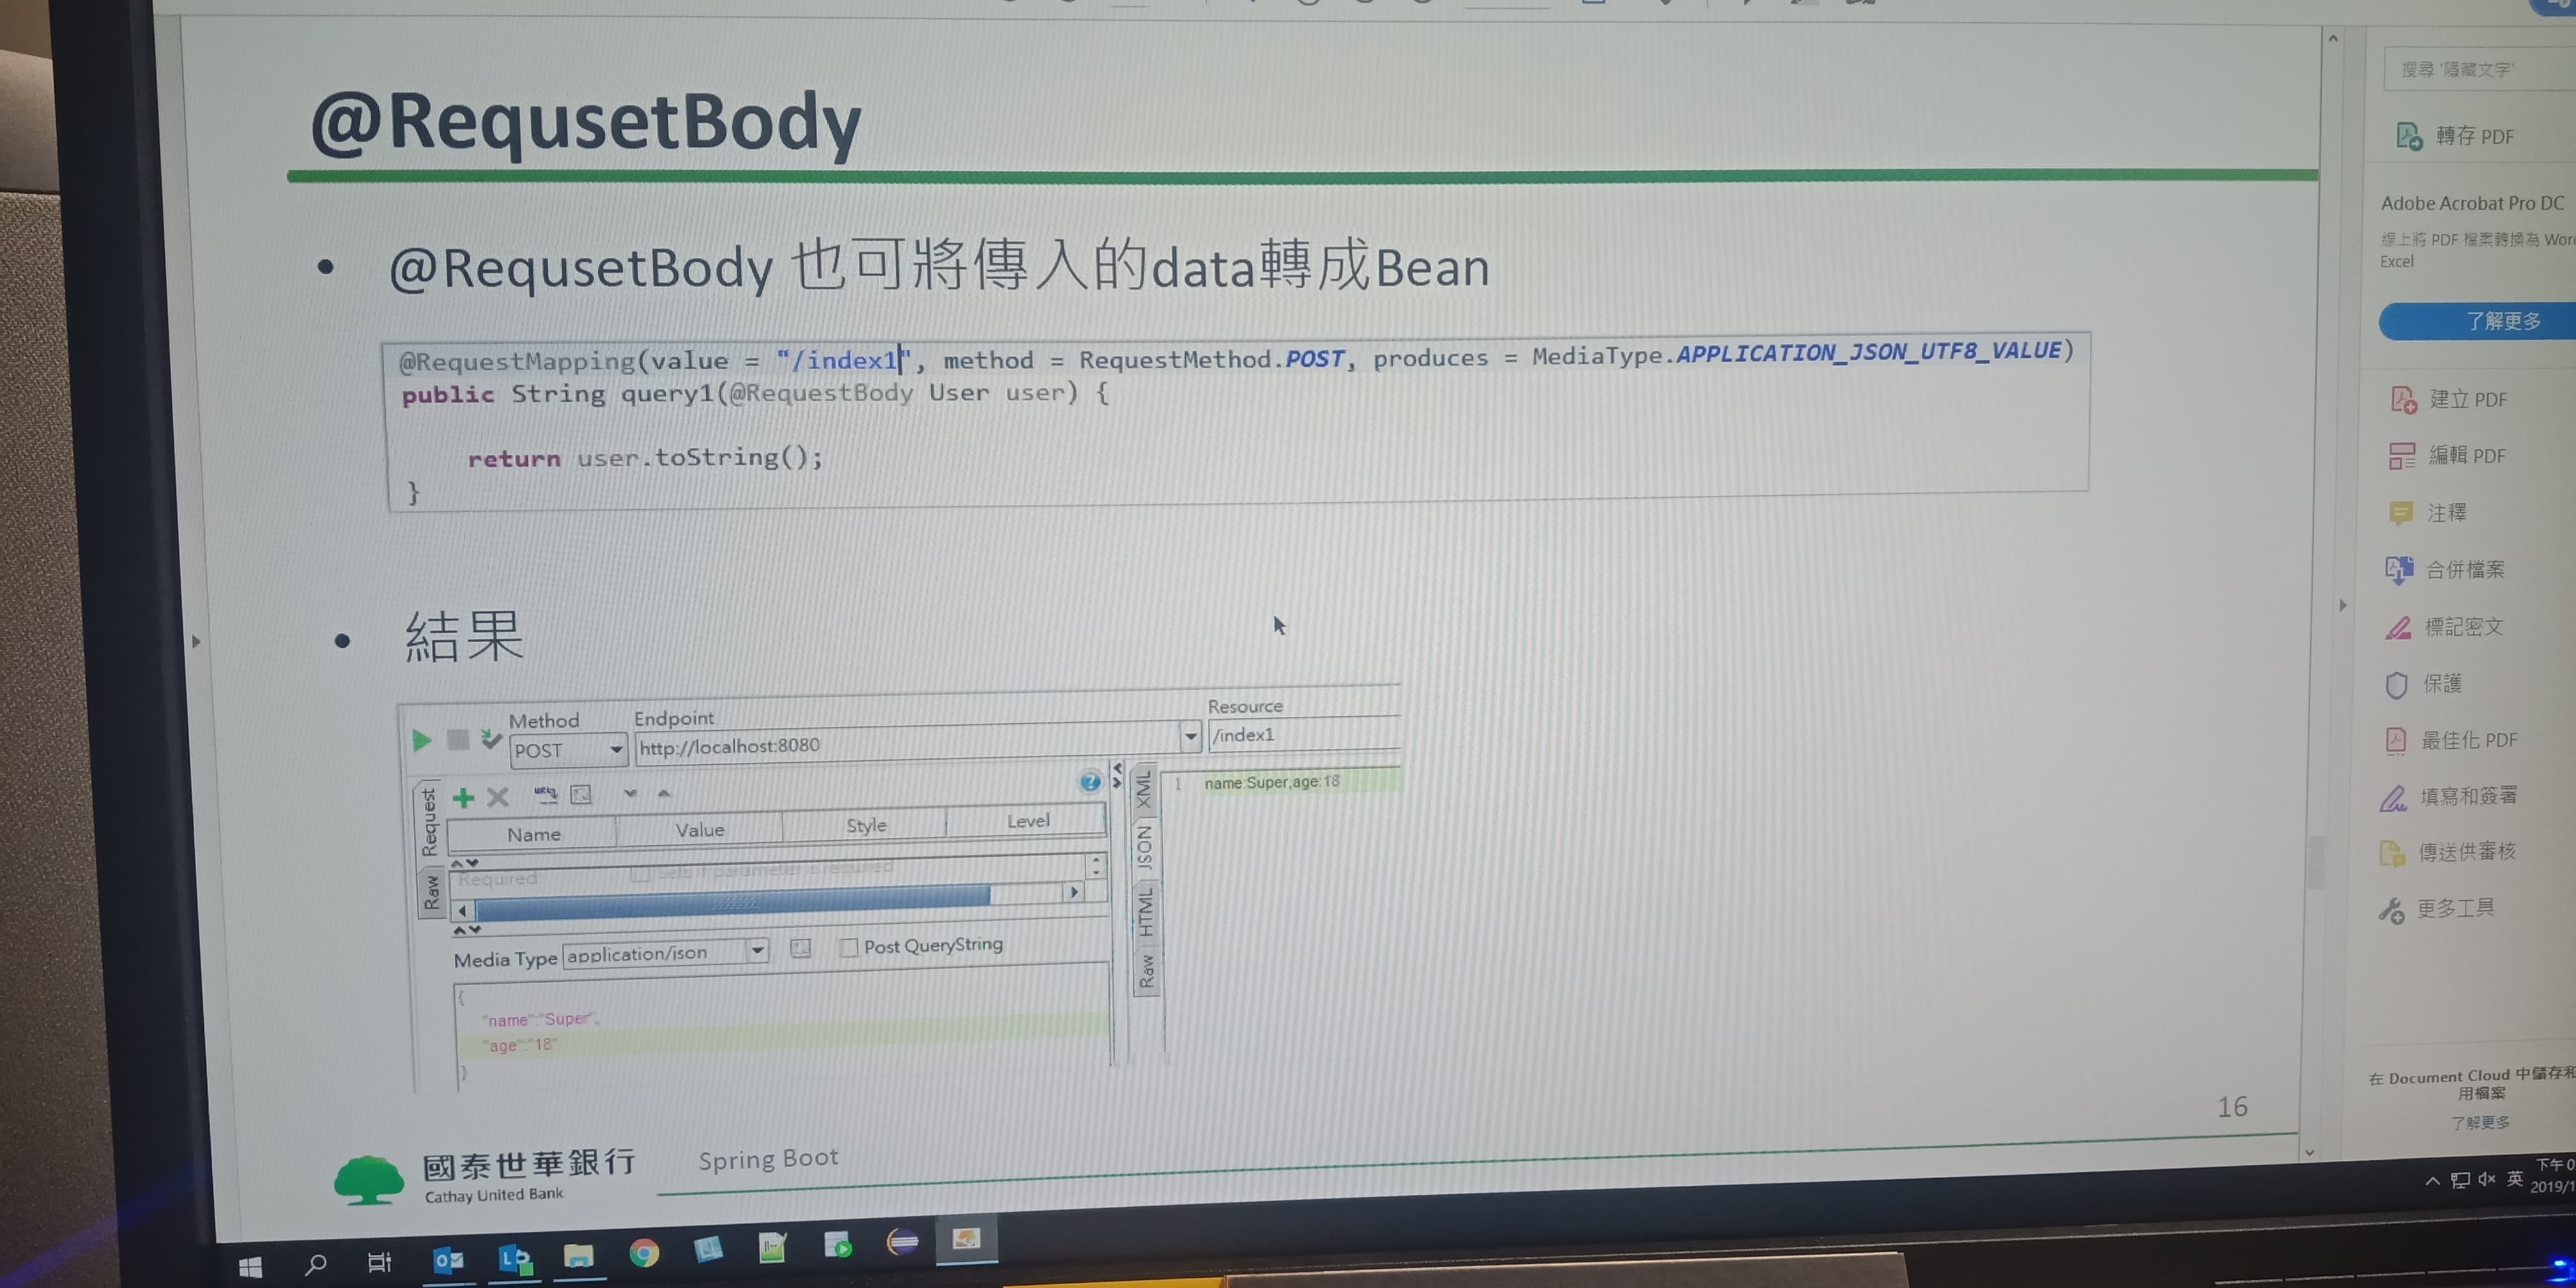 @RequsetBody
• @RequsetBody 也可將傳入的data轉成Bean
@RequestMapping(value = "/index1", method = RequestMethod.POST, produces = MediaType.APPLICATION_JSON_UTF8_VALUE)
public String query1(@RequestBody User user) {
return user.toString();
}
• 結果
Method
Endpoint
Resource
POST
http://localhost:8080
/index1
Request
Raw
Name
Value
Style
Level
Required
Sets if parameter is required
Media Type
application/json
Post QueryString
{
"name":"Super",
"age":"18"
}
XML
JSON
HTML
Raw
1
name:Super,age:18
16
國泰世華銀行
Cathay United Bank
Spring Boot
搜尋 '隱藏文字'
轉存 PDF
Adobe Acrobat Pro DC
線上將 PDF 檔案轉換為 Word
Excel
了解更多
建立 PDF
編輯 PDF
注釋
合併檔案
標記密文
保護
最佳化 PDF
填寫和簽署
傳送供審核
更多工具
在 Document Cloud 中儲存和
用檔案
了解更多
英
下午 0
2019/1